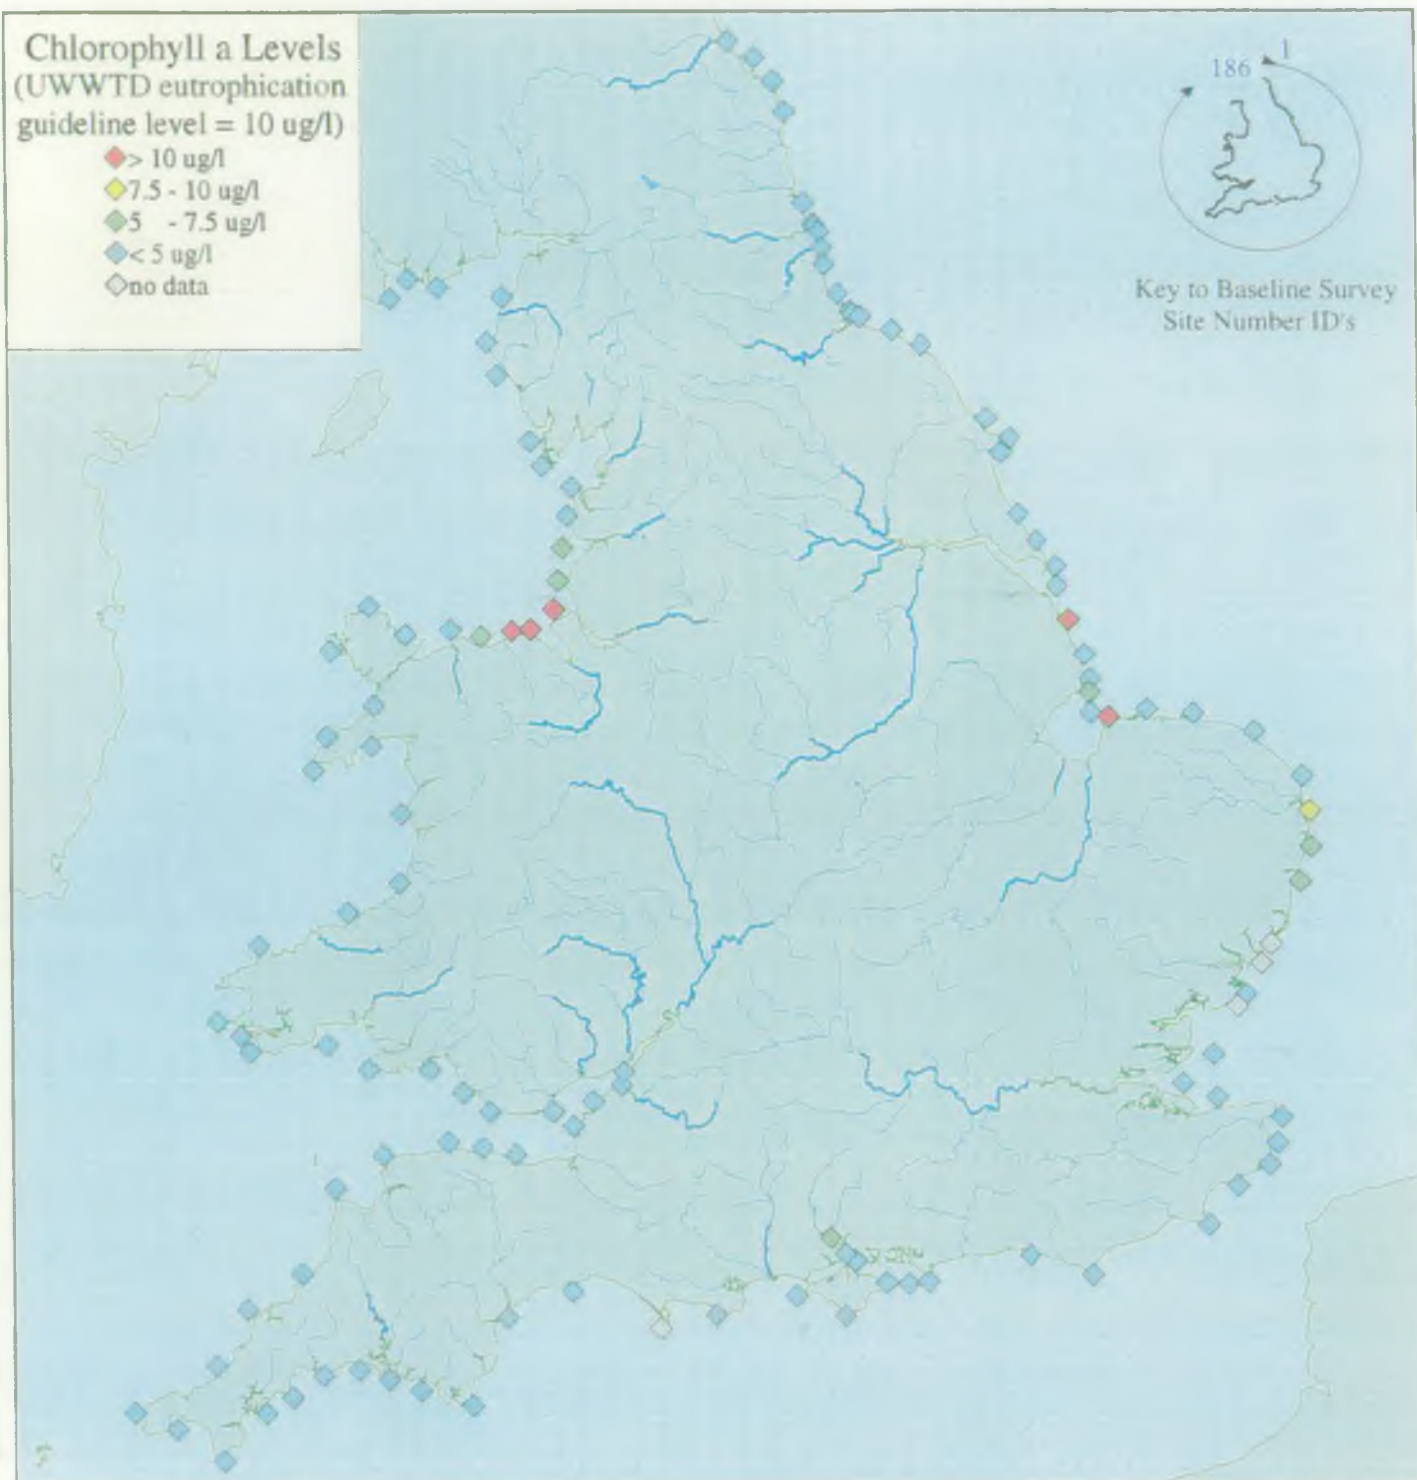 Chlorophyll a Levels
(UWWTD eutrophication
guideline level = 10 ug/l)
> 10 ug/l
7.5 - 10 ug/l
5 - 7.5 ug/l
< 5 ug/l
no data
186 1
Key to Baseline Survey
Site Number ID's